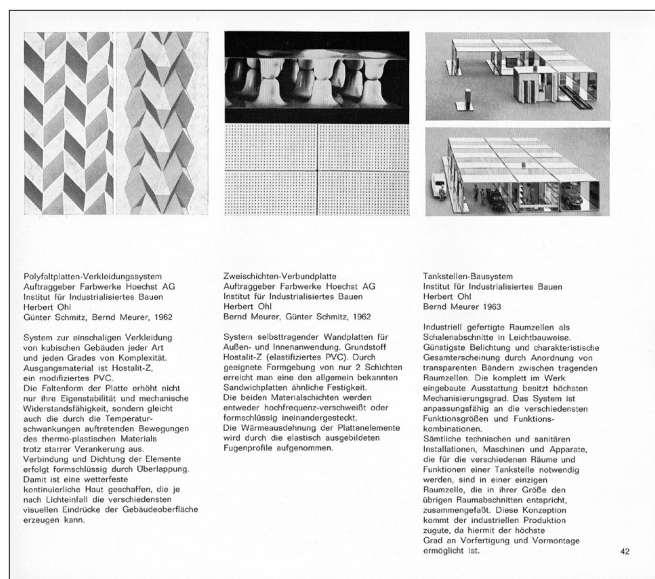 Polyfaltplatten-Verkleidungssystem
Auftraggeber Farbwerke Hoechst AG
Institut für Industrialisiertes Bauen
Herbert Ohl
Günter Schmitz, Bernd Meurer, 1962
System zur einschaligen Verkleidung
von kubischen Gebäuden jeder Art
und jeden Grades von Komplexität.
Ausgangsmaterial ist Hostalit-Z,
ein modifiziertes PVC.
Die Faltenform der Platte erhöht nicht
nur ihre Eigenstabilität und mechanische
Widerstandsfähigkeit, sondern gleicht
auch die durch die Temperatur-
schwankungen auftretenden Bewegungen
des thermo-plastischen Materials
trotz starrer Verankerung aus.
Verbindung und Dichtung der Elemente
erfolgt formschlüssig durch Überlappung.
Damit ist eine wetterfeste
kontinuierliche Haut geschaffen, die je
nach Lichteinfall die verschiedensten
visuellen Eindrücke der Gebäudeoberfläche
erzeugen kann.
Zweischichten-Verbundplatte
Auftraggeber Farbwerke Hoechst AG
Institut für Industrialisiertes Bauen
Herbert Ohl
Bernd Meurer, Günter Schmitz, 1962
System selbsttragender Wandplatten für
Außen- und Innenanwendung. Grundstoff
Hostalit-Z (elastifiziertes PVC). Durch
geeignete Formgebung von nur 2 Schichten
erreicht man eine den allgemein bekannten
Sandwichplatten ähnliche Festigkeit.
Die beiden Materialschichten werden
entweder hochfrequenz-verschweißt oder
formschlüssig ineinandergesteckt.
Die Wärmeausdehnung der Plattenelemente
wird durch die elastisch ausgebildeten
Fugenprofile aufgenommen.
Tankstellen-Bausystem
Institut für Industrialisiertes Bauen
Herbert Ohl
Bernd Meurer 1963
Industriell gefertigte Raumzellen als
Schalenabschnitte in Leichtbauweise.
Günstigste Belichtung und charakteristische
Gesamterscheinung durch Anordnung von
transparenten Bändern zwischen tragenden
Raumzellen. Die komplett im Werk
eingebaute Ausstattung besitzt höchsten
Mechanisierungsgrad. Das System ist
anpassungsfähig an die verschiedensten
Funktionsgrößen und Funktions-
kombinationen.
Sämtliche technischen und sanitären
Installationen, Maschinen und Apparate,
die für die verschiedenen Räume und
Funktionen einer Tankstelle notwendig
werden, sind in einer einzigen
Raumzelle, die in ihrer Größe den
übrigen Raumabschnitten entspricht,
zusammengefaßt. Diese Konzeption
kommt der industriellen Produktion
zugute, da hiermit der höchste
Grad an Vorfertigung und Vormontage
ermöglicht ist.
42